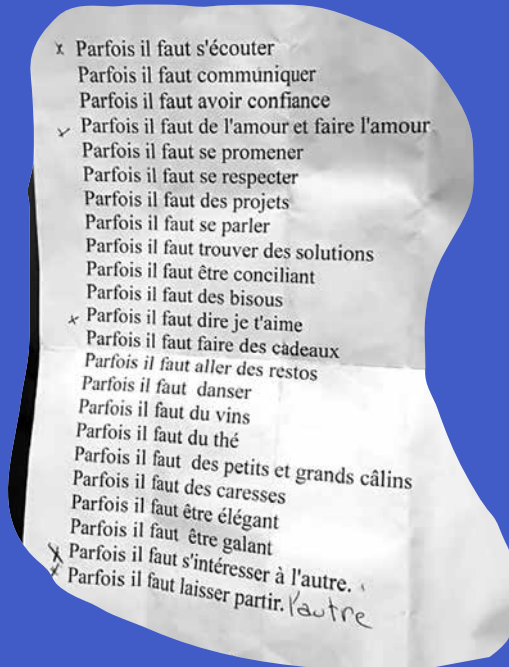 x Parfois il faut s'écouter
Parfois il faut communiquer
Parfois il faut avoir confiance
✓ Parfois il faut de l'amour et faire l'amour
Parfois il faut se promener
Parfois il faut se respecter
Parfois il faut des projets
Parfois il faut se parler
Parfois il faut trouver des solutions
Parfois il faut être conciliant
Parfois il faut des bisous
x Parfois il faut dire je t'aime
Parfois il faut faire des cadeaux
Parfois il faut aller des restos
Parfois il faut danser
Parfois il faut du vins
Parfois il faut du thé
Parfois il faut des petits et grands câlins
Parfois il faut des caresses
Parfois il faut être élégant
Parfois il faut être galant
x Parfois il faut s'intéresser à l'autre.
x Parfois il faut laisser partir. l'autre